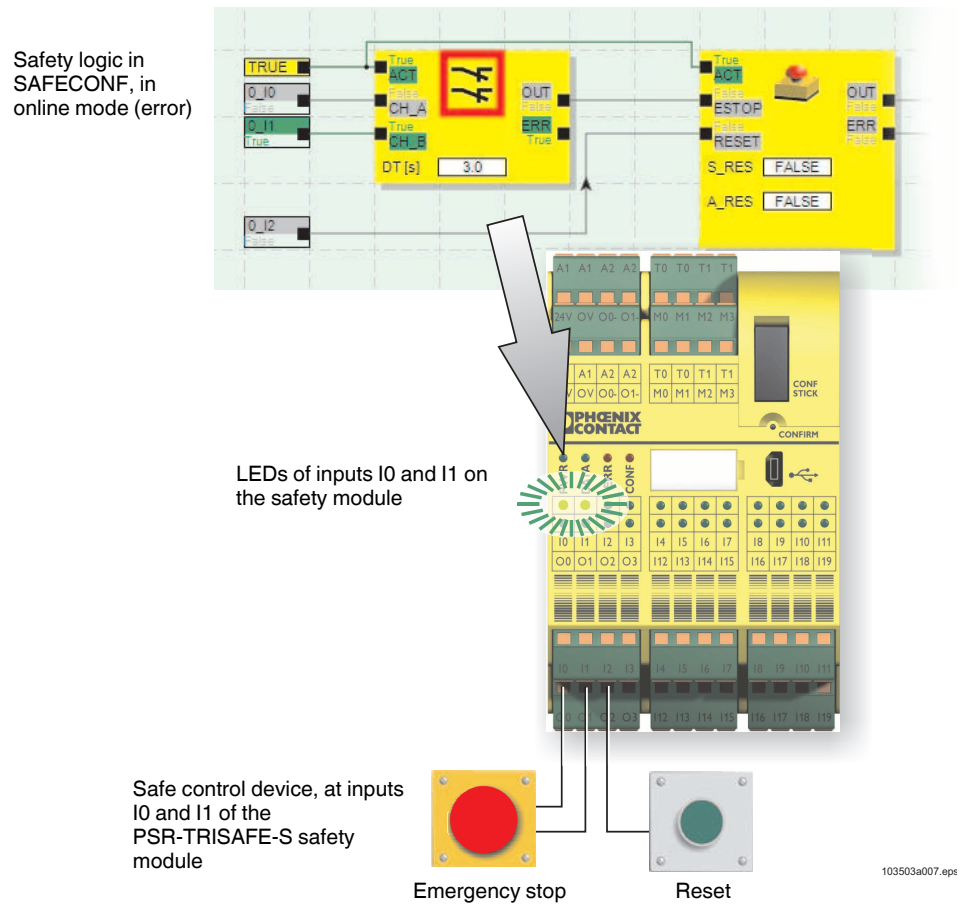 Safety logic in
SAFECONF, in
online mode (error)
TRUE
0_I0
False
0_I1
True
0_I2
False
True
ACT
False
CH_A
True
CH_B
OUT
False
ERR
True
DT [s] 3.0
True
ACT
False
ESTOP
False
RESET
OUT
False
ERR
False
S_RES FALSE
A_RES FALSE
A1 A1 A2 A2 T0 T0 T1 T1
24V 0V O0- O1- M0 M1 M2 M3
A1 A2 A2 T0 T0 T1 T1
0V O0- O1- M0 M1 M2 M3
CONF
STICK
PHŒNIX
CONTACT
CONFIRM
CONF
LEDs of inputs I0 and I1 on
the safety module
I0 I1 I2 I3 I4 I5 I6 I7 I8 I9 I10 I11
O0 O1 O2 O3 I12 I13 I14 I15 I16 I17 I18 I19
I0 I1 I2 I3 I4 I5 I6 I7 I8 I9 I10 I11
O0 O1 O2 O3 I12 I13 I14 I15 I16 I17 I18 I19
Safe control device, at inputs
I0 and I1 of the
PSR-TRISAFE-S safety
module
Emergency stop
Reset
103503a007.eps